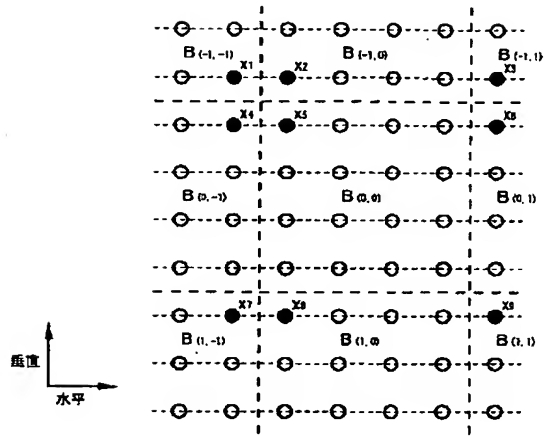 B(-1,-1) B(-1,0) B(-1,1)
X1 X2 X3
X4 X5 X6
B(0,-1) B(0,0) B(0,1)
X7 X8 X9
B(1,-1) B(1,0) B(1,1)
垂直
水平